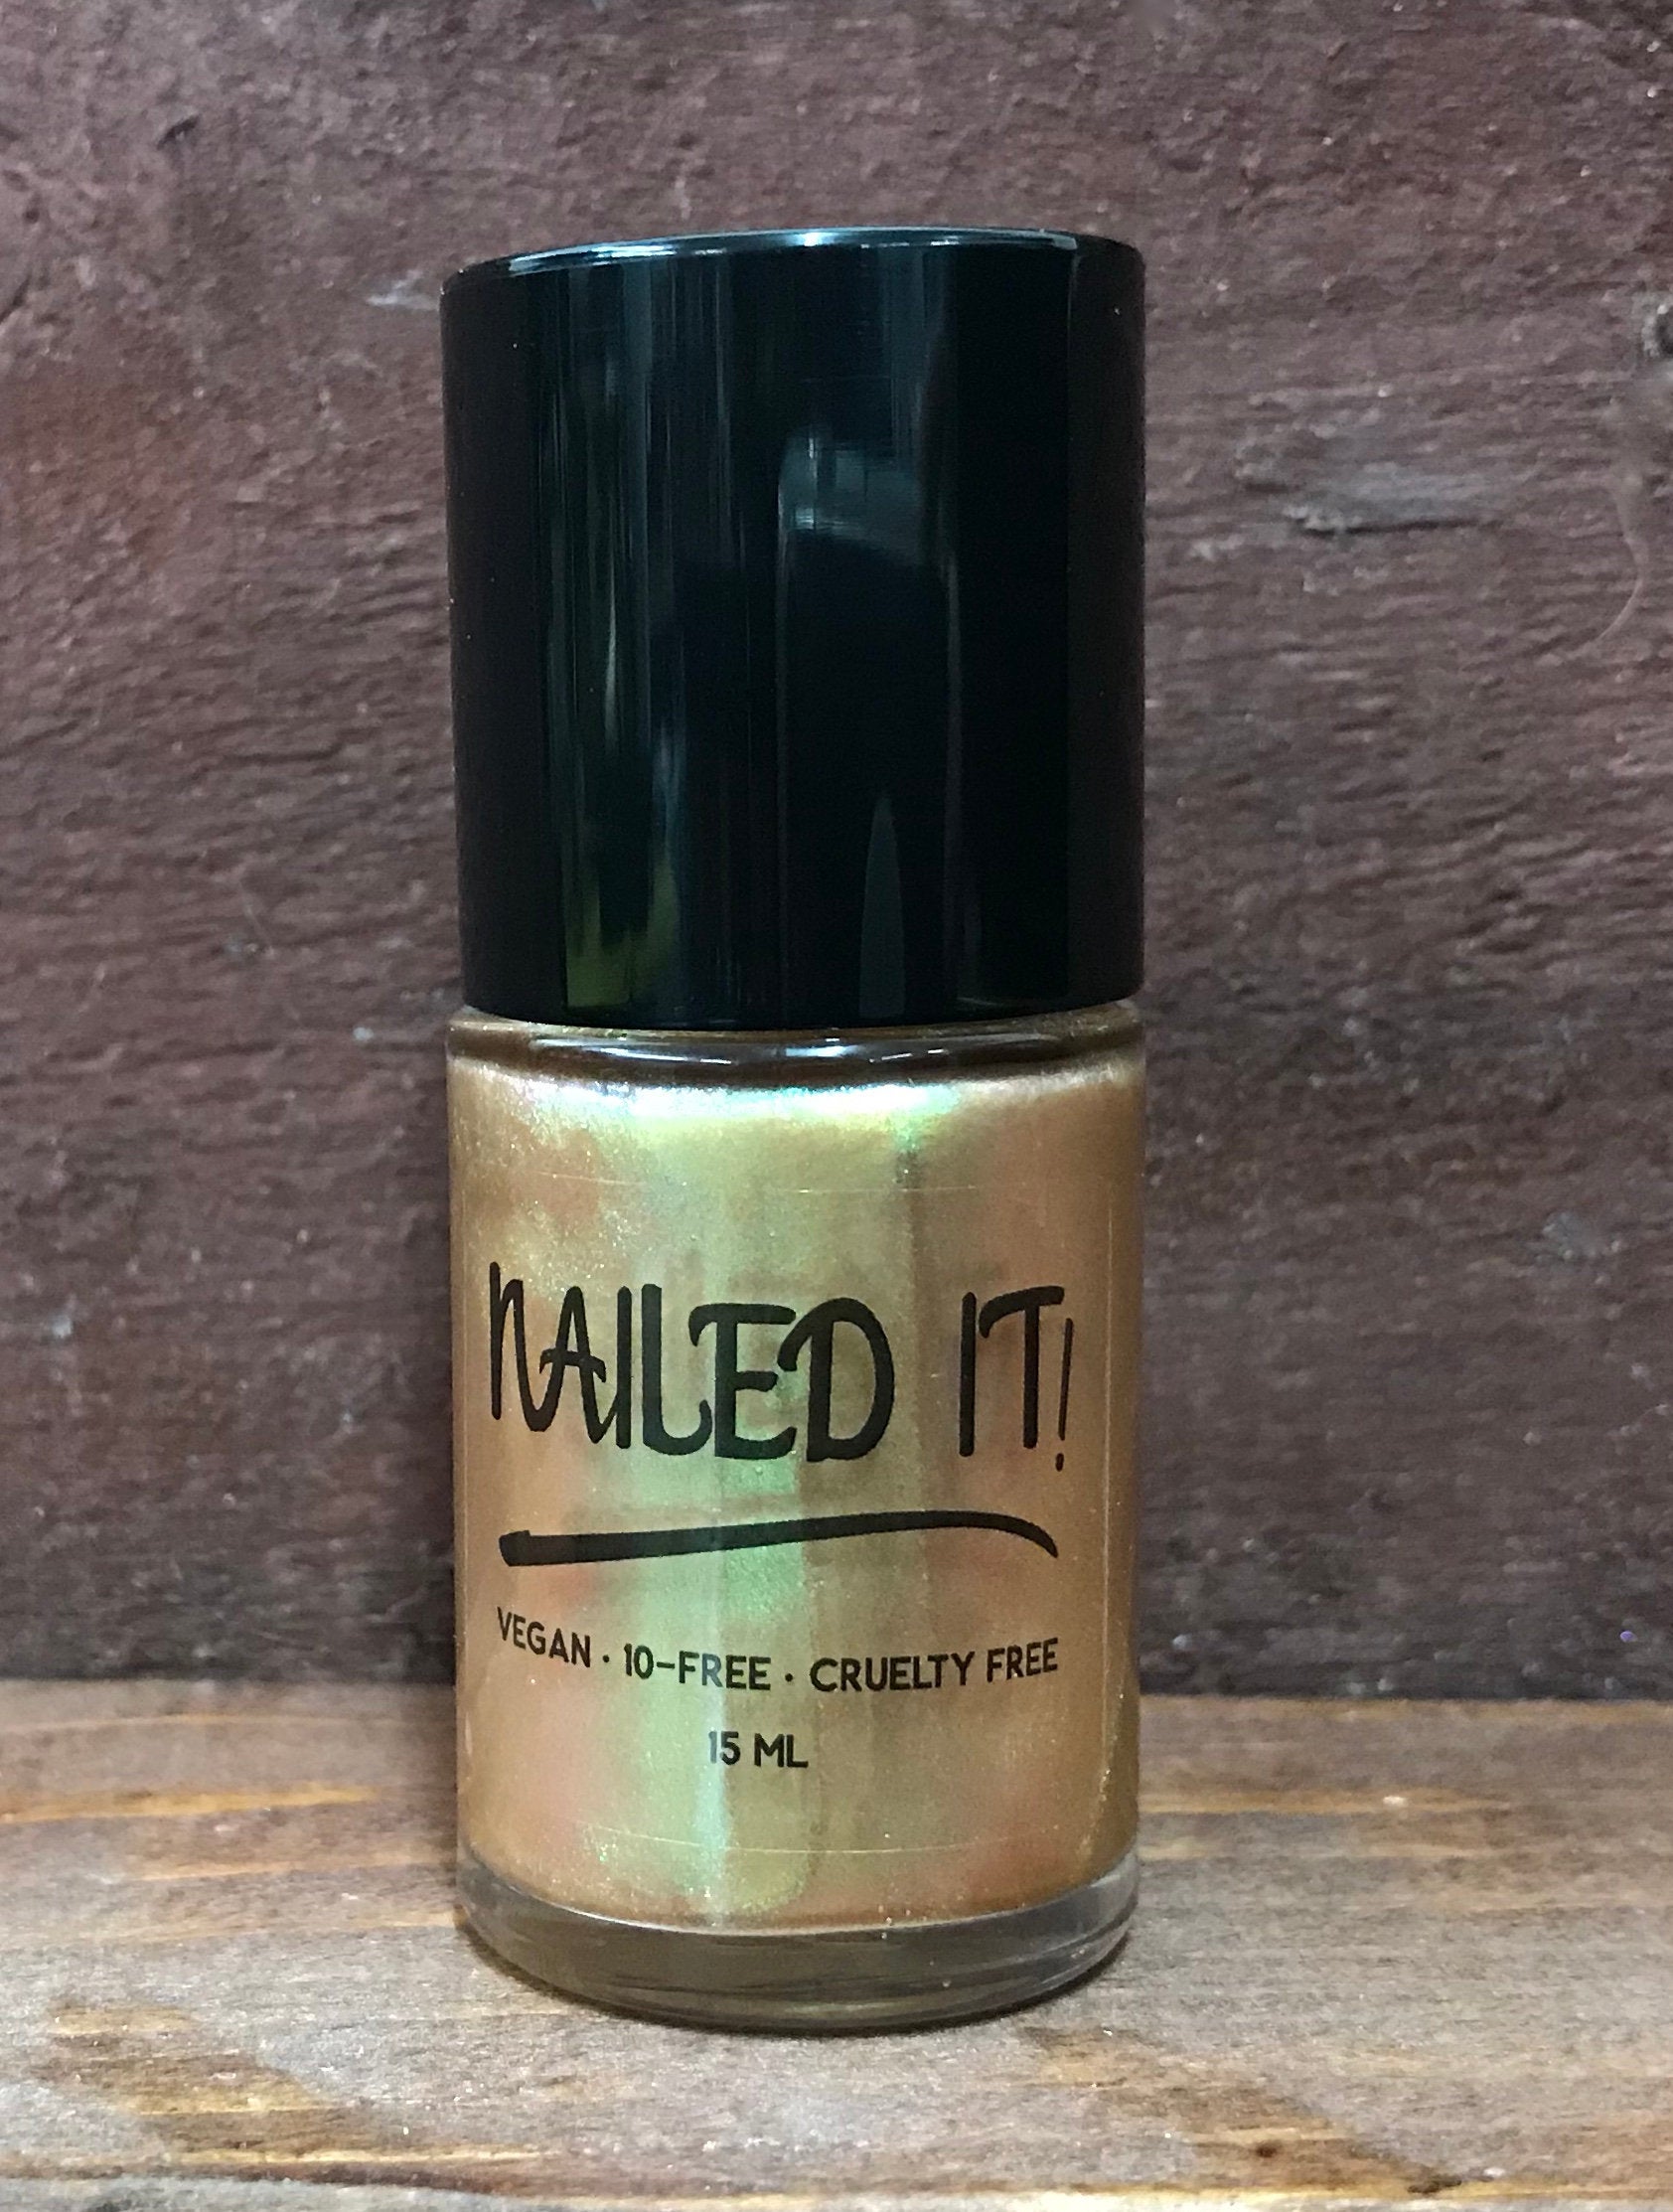 NAILED IT!
VEGAN · 10-FREE · CRUELTY FREE
15 ML